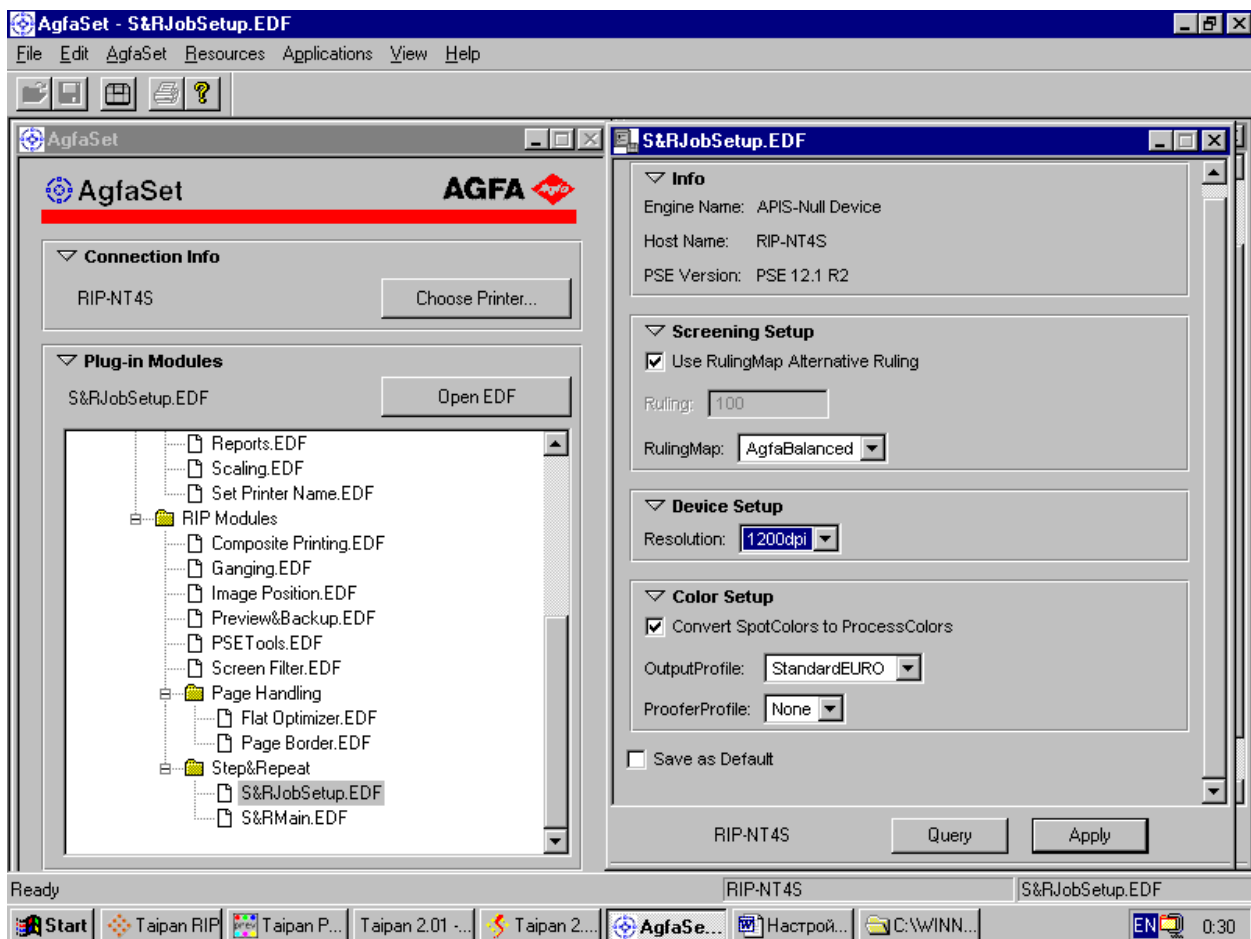 AgfaSet - S&RJobSetup.EDF
File Edit AgfaSet Resources Applications View Help
AgfaSet
AgfaSet
AGFA
Connection Info
RIP-NT4S
Choose Printer...
Plug-in Modules
S&RJobSetup.EDF
Open EDF
Reports.EDF
Scaling.EDF
Set Printer Name.EDF
RIP Modules
Composite Printing.EDF
Ganging.EDF
Image Position.EDF
Preview&Backup.EDF
PSETools.EDF
Screen Filter.EDF
Page Handling
Flat Optimizer.EDF
Page Border.EDF
Step&Repeat
S&RJobSetup.EDF
S&RMain.EDF
S&RJobSetup.EDF
Info
Engine Name: APIS-Null Device
Host Name: RIP-NT4S
PSE Version: PSE 12.1 R2
Screening Setup
Use RulingMap Alternative Ruling
Ruling: 100
RulingMap: AgfaBalanced
Device Setup
Resolution: 1200dpi
Color Setup
Convert SpotColors to ProcessColors
OutputProfile: StandardEURO
ProoferProfile: None
Save as Default
RIP-NT4S
Query
Apply
Ready
RIP-NT4S
S&RJobSetup.EDF
Start
Taipan RIP
Taipan P...
Taipan 2.01 -...
Taipan 2....
AgfaSe...
Настрой...
C:\WINN...
EN
0:30